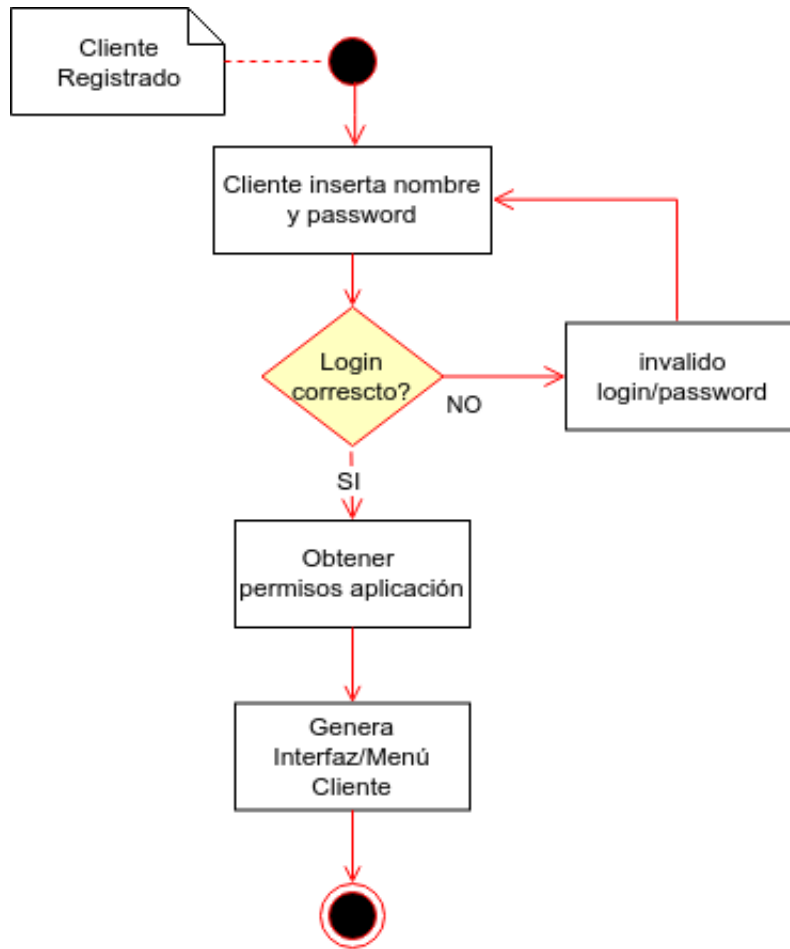 Cliente
Registrado
Cliente inserta nombre
y password
Login
correscto?
NO
invalido
login/password
SI
Obtener
permisos aplicación
Genera
Interfaz/Menú
Cliente